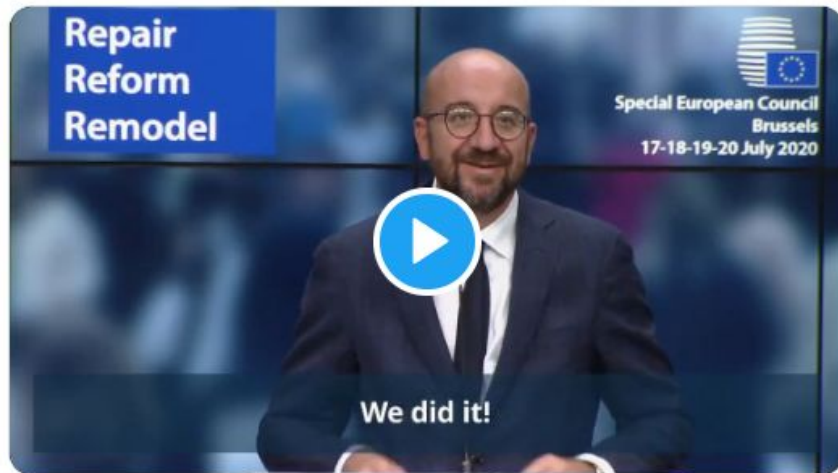 Repair
Reform
Remodel
Special European Council
Brussels
17-18-19-20 July 2020
We did it!